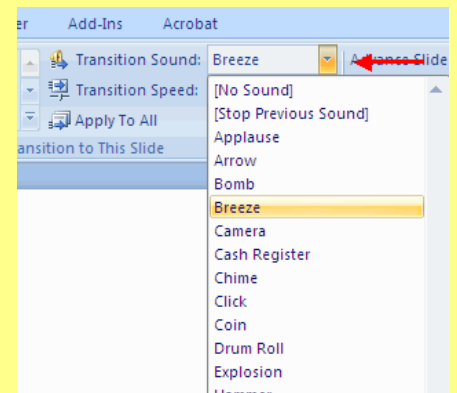 er Add-Ins Acrobat
Transition Sound: Breeze Advance Slide
Transition Speed:
Apply To All
ansition to This Slide
[No Sound]
[Stop Previous Sound]
Applause
Arrow
Bomb
Breeze
Camera
Cash Register
Chime
Click
Coin
Drum Roll
Explosion
Hammer